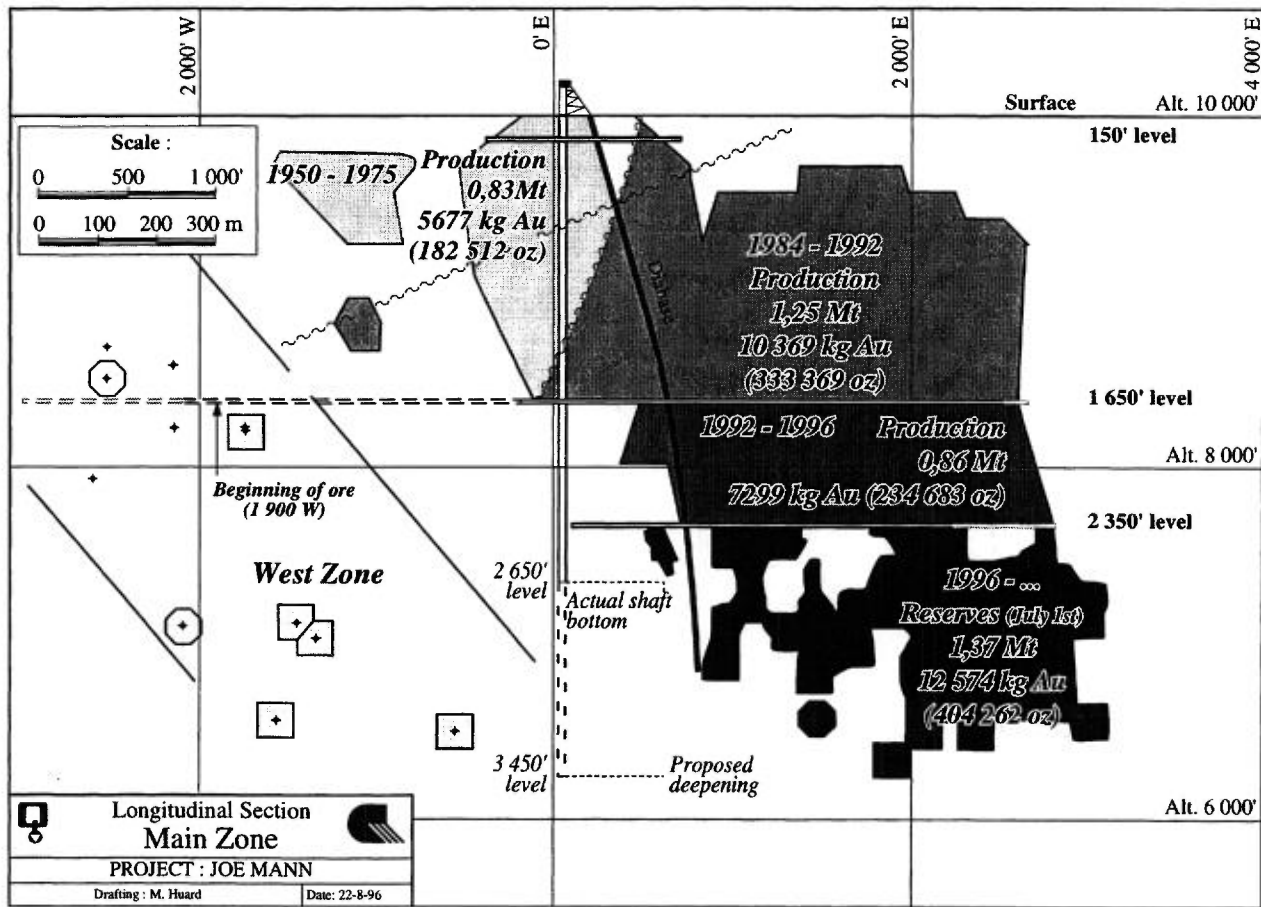 2 000' W
0' E
2 000' E
4 000' E
Surface
Alt. 10 000'
150' level
Scale :
0 500 1 000'
0 100 200 300 m
1950 - 1975
Production
0,83Mt
5677 kg Au
(182 512 oz)
1984 - 1992
Production
1,25 Mt
10 369 kg Au
(333 369 oz)
Diabase
1 650' level
1992 - 1996 Production
0,86 Mt
7299 kg Au (234 683 oz)
Alt. 8 000'
Beginning of ore
(1 900 W)
2 350' level
West Zone
2 650'
level
Actual shaft
bottom
1996 - ...
Reserves (July 1st)
1,37 Mt
12 574 kg Au
(404 262 oz)
3 450'
level
Proposed
deepening
Alt. 6 000'
Longitudinal Section
Main Zone
PROJECT : JOE MANN
Drafting : M. Huard
Date: 22-8-96